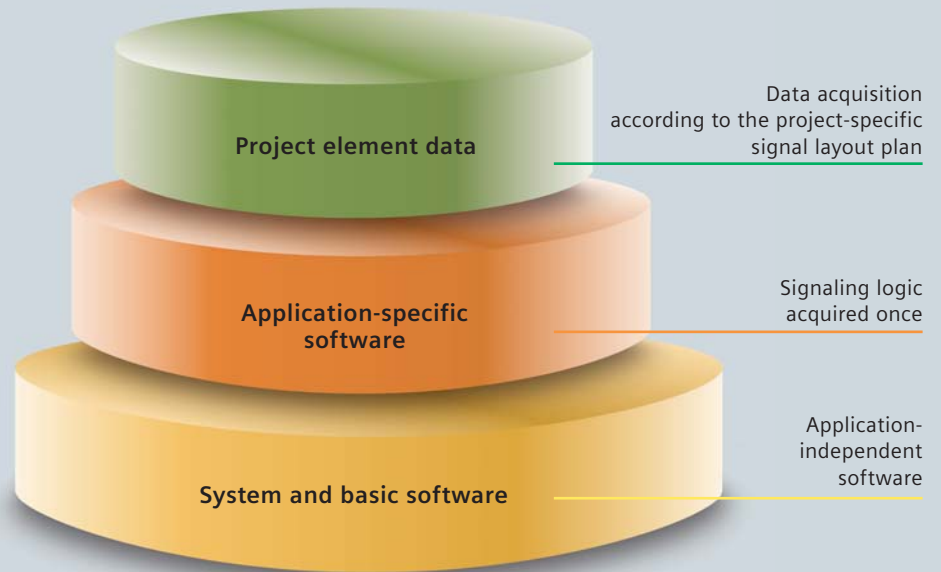 Project element data
Data acquisition
according to the project-specific
signal layout plan
Application-specific
software
Signaling logic
acquired once
System and basic software
Application-
independent
software